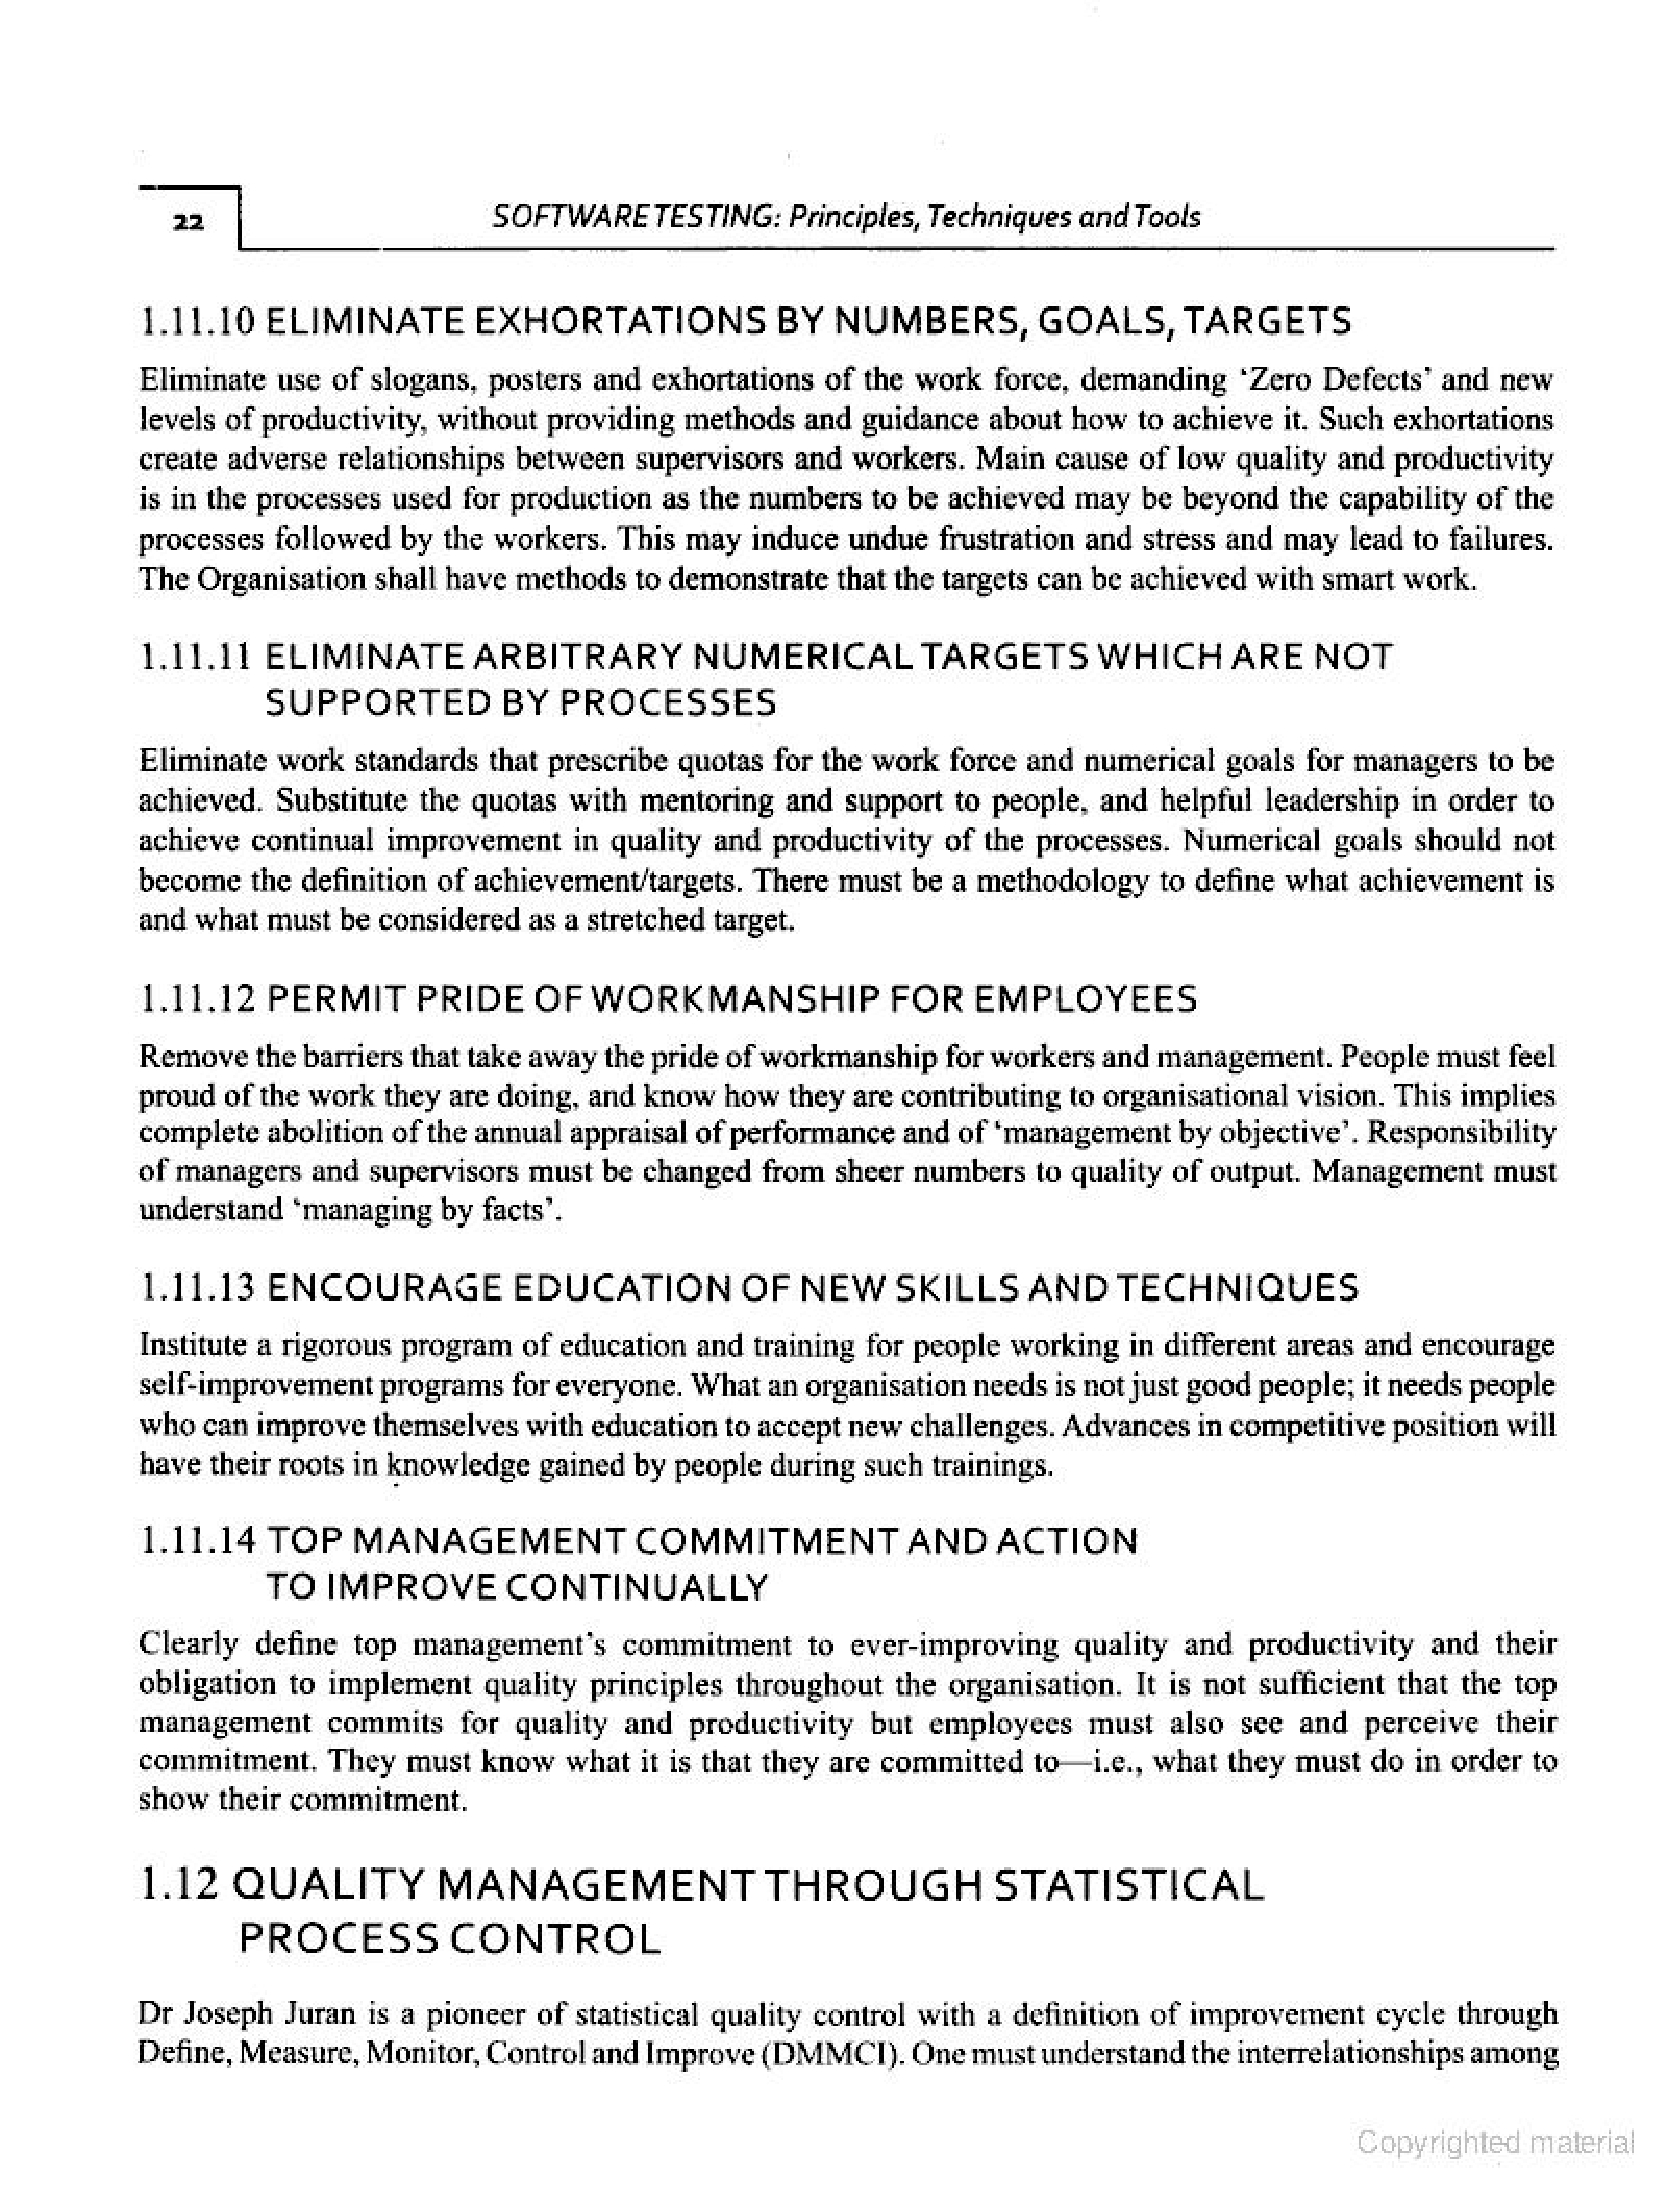 22
SOFTWARE TESTING: Principles, Techniques and Tools
1.11.10 ELIMINATE EXHORTATIONS BY NUMBERS, GOALS, TARGETS
Eliminate use of slogans, posters and exhortations of the work force, demanding ‘Zero Defects’ and new
levels of productivity, without providing methods and guidance about how to achieve it. Such exhortations
create adverse relationships between supervisors and workers. Main cause of low quality and productivity
is in the processes used for production as the numbers to be achieved may be beyond the capability of the
processes followed by the workers. This may induce undue frustration and stress and may lead to failures.
The Organisation shall have methods to demonstrate that the targets can be achieved with smart work.
1.11.11 ELIMINATE ARBITRARY NUMERICAL TARGETS WHICH ARE NOT
SUPPORTED BY PROCESSES
Eliminate work standards that prescribe quotas for the work force and numerical goals for managers to be
achieved. Substitute the quotas with mentoring and support to people, and helpful leadership in order to
achieve continual improvement in quality and productivity of the processes. Numerical goals should not
become the definition of achievement/targets. There must be a methodology to define what achievement is
and what must be considered as a stretched target.
1.11.12 PERMIT PRIDE OF WORKMANSHIP FOR EMPLOYEES
Remove the barriers that take away the pride of workmanship for workers and management. People must feel
proud of the work they are doing, and know how they are contributing to organisational vision. This implies
complete abolition of the annual appraisal of performance and of ‘management by objective’. Responsibility
of managers and supervisors must be changed from sheer numbers to quality of output. Management must
understand ‘managing by facts’.
1.11.13 ENCOURAGE EDUCATION OF NEW SKILLS AND TECHNIQUES
Institute a rigorous program of education and training for people working in different areas and encourage
self-improvement programs for everyone. What an organisation needs is not just good people; it needs people
who can improve themselves with education to accept new challenges. Advances in competitive position will
have their roots in knowledge gained by people during such trainings.
1.11.14 TOP MANAGEMENT COMMITMENT AND ACTION
TO IMPROVE CONTINUALLY
Clearly define top management’s commitment to ever-improving quality and productivity and their
obligation to implement quality principles throughout the organisation. It is not sufficient that the top
management commits for quality and productivity but employees must also see and perceive their
commitment. They must know what it is that they are committed to—i.e., what they must do in order to
show their commitment.
1.12 QUALITY MANAGEMENT THROUGH STATISTICAL
PROCESS CONTROL
Dr Joseph Juran is a pioneer of statistical quality control with a definition of improvement cycle through
Define, Measure, Monitor, Control and Improve (DMMCI). One must understand the interrelationships among
Copyrighted material